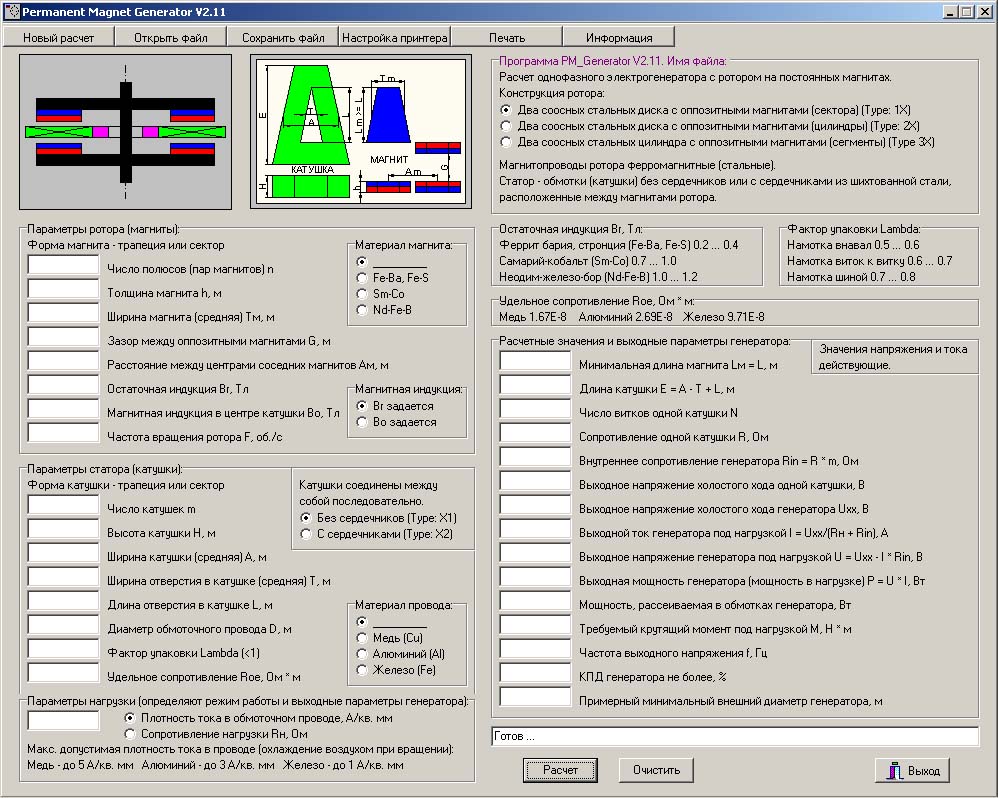 Permanent Magnet Generator V2.11
Новый расчет
Открыть файл
Сохранить файл
Настройка принтера
Печать
Информация
Tm
E
T
A
L
Lm >= L
МАГНИТ
КАТУШКА
H
h
Am
G
Программа PM_Generator V2.11. Имя файла:
Расчет однофазного электрогенератора с ротором на постоянных магнитах.
Конструкция ротора:
Два соосных стальных диска с оппозитными магнитами (сектора) (Type: 1X)
Два соосных стальных диска с оппозитными магнитами (цилиндры) (Type: 2X)
Два соосных стальных цилиндра с оппозитными магнитами (сегменты) (Type 3X)
Магнитопроводы ротора ферромагнитные (стальные).
Статор - обмотки (катушки) без сердечников или с сердечниками из шихтованной стали,
расположенные между магнитами ротора.
Параметры ротора (магниты):
Форма магнита - трапеция или сектор
Число полюсов (пар магнитов) n
Толщина магнита h, м
Ширина магнита (средняя) Tm, м
Зазор между оппозитными магнитами G, м
Расстояние между центрами соседних магнитов Am, м
Остаточная индукция Br, Тл
Магнитная индукция в центре катушки Bo, Тл
Частота вращения ротора F, об./с
Материал магнита:
Fe-Ba, Fe-S
Sm-Co
Nd-Fe-B
Магнитная индукция:
Br задается
Bo задается
Остаточная индукция Br, Тл:
Феррит бария, стронция (Fe-Ba, Fe-S) 0.2 ... 0.4
Самарий-кобальт (Sm-Co) 0.7 ... 1.0
Неодим-железо-бор (Nd-Fe-B) 1.0 ... 1.2
Фактор упаковки Lambda:
Намотка внавал 0.5 ... 0.6
Намотка виток к витку 0.6 ... 0.7
Намотка шиной 0.7 ... 0.8
Удельное сопротивление Roe, Ом * м:
Медь 1.67E-8 Алюминий 2.69E-8 Железо 9.71E-8
Параметры статора (катушки):
Форма катушки - трапеция или сектор
Число катушек m
Высота катушки H, м
Ширина катушки (средняя) A, м
Ширина отверстия в катушке (средняя) T, м
Длина отверстия в катушке L, м
Диаметр обмоточного провода D, м
Фактор упаковки Lambda (<1)
Удельное сопротивление Roe, Ом * м
Катушки соединены между
собой последовательно.
Без сердечников (Type: X1)
С сердечниками (Type: X2)
Материал провода:
Медь (Cu)
Алюминий (Al)
Железо (Fe)
Параметры нагрузки (определяют режим работы и выходные параметры генератора):
Плотность тока в обмоточном проводе, А/кв. мм
Сопротивление нагрузки Rн, Ом
Макс. допустимая плотность тока в проводе (охлаждение воздухом при вращении):
Медь - до 5 А/кв. мм Алюминий - до 3 А/кв. мм Железо - до 1 А/кв. мм
Расчетные значения и выходные параметры генератора:
Значения напряжения и тока
действующие.
Минимальная длина магнита Lm = L, м
Длина катушки E = A - T + L, м
Число витков одной катушки N
Сопротивление одной катушки R, Ом
Внутреннее сопротивление генератора Rin = R * m, Ом
Выходное напряжение холостого хода одной катушки, В
Выходное напряжение холостого хода генератора Uxx, В
Выходной ток генератора под нагрузкой I = Uxx/(Rн + Rin), А
Выходное напряжение генератора под нагрузкой U = Uxx - I * Rin, В
Выходная мощность генератора (мощность в нагрузке) P = U * I, Вт
Мощность, рассеиваемая в обмотках генератора, Вт
Требуемый крутящий момент под нагрузкой M, Н * м
Частота выходного напряжения f, Гц
КПД генератора не более, %
Примерный минимальный внешний диаметр генератора, м
Готов ...
Расчет
Очистить
Выход